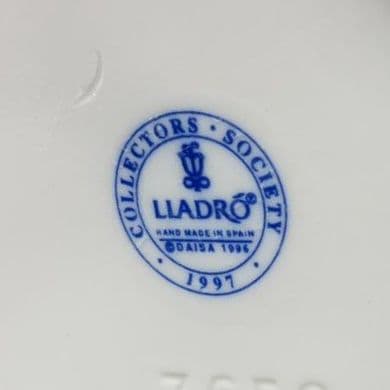 COLLECTORS · SOCIETY
LLADRÓ®
HAND MADE IN SPAIN
©DAISA 1996
· 1997 ·